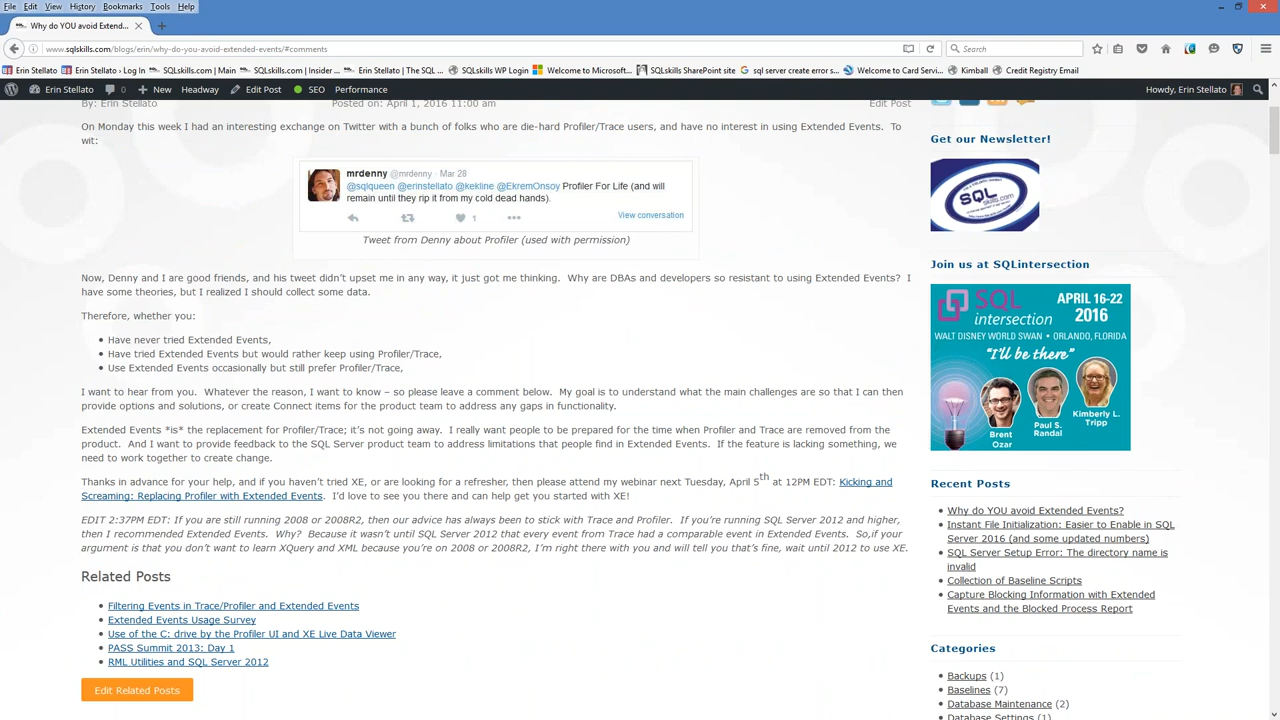 File Edit View History Bookmarks Tools Help
Why do YOU avoid Extend...
www.sqlskills.com/blogs/erin/why-do-you-avoid-extended-events/#comments
Search
Erin Stellato Erin Stellato › Log In SQLskills.com | Main SQLskills.com | Insider ... Erin Stellato | The SQL ... SQLskills WP Login Welcome to Microsoft... SQLskills SharePoint site sql server create error s... Welcome to Card Servi... Kimball Credit Registry Email
Erin Stellato 0 New Headway Edit Post SEO Performance Howdy, Erin Stellato
By: Erin Stellato Posted on: April 1, 2016 11:00 am Edit Post
On Monday this week I had an interesting exchange on Twitter with a bunch of folks who are die-hard Profiler/Trace users, and have no interest in using Extended Events. To
wit:
mrdenny @mrdenny · Mar 28
@sqlqueen @erinstellato @kekline @EkremOnsoy Profiler For Life (and will
remain until they rip it from my cold dead hands).
1
View conversation
Tweet from Denny about Profiler (used with permission)
Now, Denny and I are good friends, and his tweet didn't upset me in any way, it just got me thinking. Why are DBAs and developers so resistant to using Extended Events? I
have some theories, but I realized I should collect some data.
Therefore, whether you:
• Have never tried Extended Events,
• Have tried Extended Events but would rather keep using Profiler/Trace,
• Use Extended Events occasionally but still prefer Profiler/Trace,
I want to hear from you. Whatever the reason, I want to know – so please leave a comment below. My goal is to understand what the main challenges are so that I can then
provide options and solutions, or create Connect items for the product team to address any gaps in functionality.
Extended Events *is* the replacement for Profiler/Trace; it's not going away. I really want people to be prepared for the time when Profiler and Trace are removed from the
product. And I want to provide feedback to the SQL Server product team to address limitations that people find in Extended Events. If the feature is lacking something, we
need to work together to create change.
Thanks in advance for your help, and if you haven't tried XE, or are looking for a refresher, then please attend my webinar next Tuesday, April 5th at 12PM EDT: Kicking and
Screaming: Replacing Profiler with Extended Events. I'd love to see you there and can help get you started with XE!
EDIT 2:37PM EDT: If you are still running 2008 or 2008R2, then our advice has always been to stick with Trace and Profiler. If you're running SQL Server 2012 and higher,
then I recommended Extended Events. Why? Because it wasn't until SQL Server 2012 that every event from Trace had a comparable event in Extended Events. So,if your
argument is that you don't want to learn XQuery and XML because you're on 2008 or 2008R2, I'm right there with you and will tell you that's fine, wait until 2012 to use XE.
Related Posts
• Filtering Events in Trace/Profiler and Extended Events
• Extended Events Usage Survey
• Use of the C: drive by the Profiler UI and XE Live Data Viewer
• PASS Summit 2013: Day 1
• RML Utilities and SQL Server 2012
Edit Related Posts
Get our Newsletter!
SQL
skills.com
Join us at SQLintersection
SQL
intersection
APRIL 16-22
2016
WALT DISNEY WORLD SWAN • ORLANDO, FLORIDA
"I'll be there"
Brent
Ozar
Paul S.
Randal
Kimberly L.
Tripp
Recent Posts
• Why do YOU avoid Extended Events?
• Instant File Initialization: Easier to Enable in SQL
Server 2016 (and some updated numbers)
• SQL Server Setup Error: The directory name is
invalid
• Collection of Baseline Scripts
• Capture Blocking Information with Extended
Events and the Blocked Process Report
Categories
• Backups (1)
• Baselines (7)
• Database Maintenance (2)
• Database Settings (1)